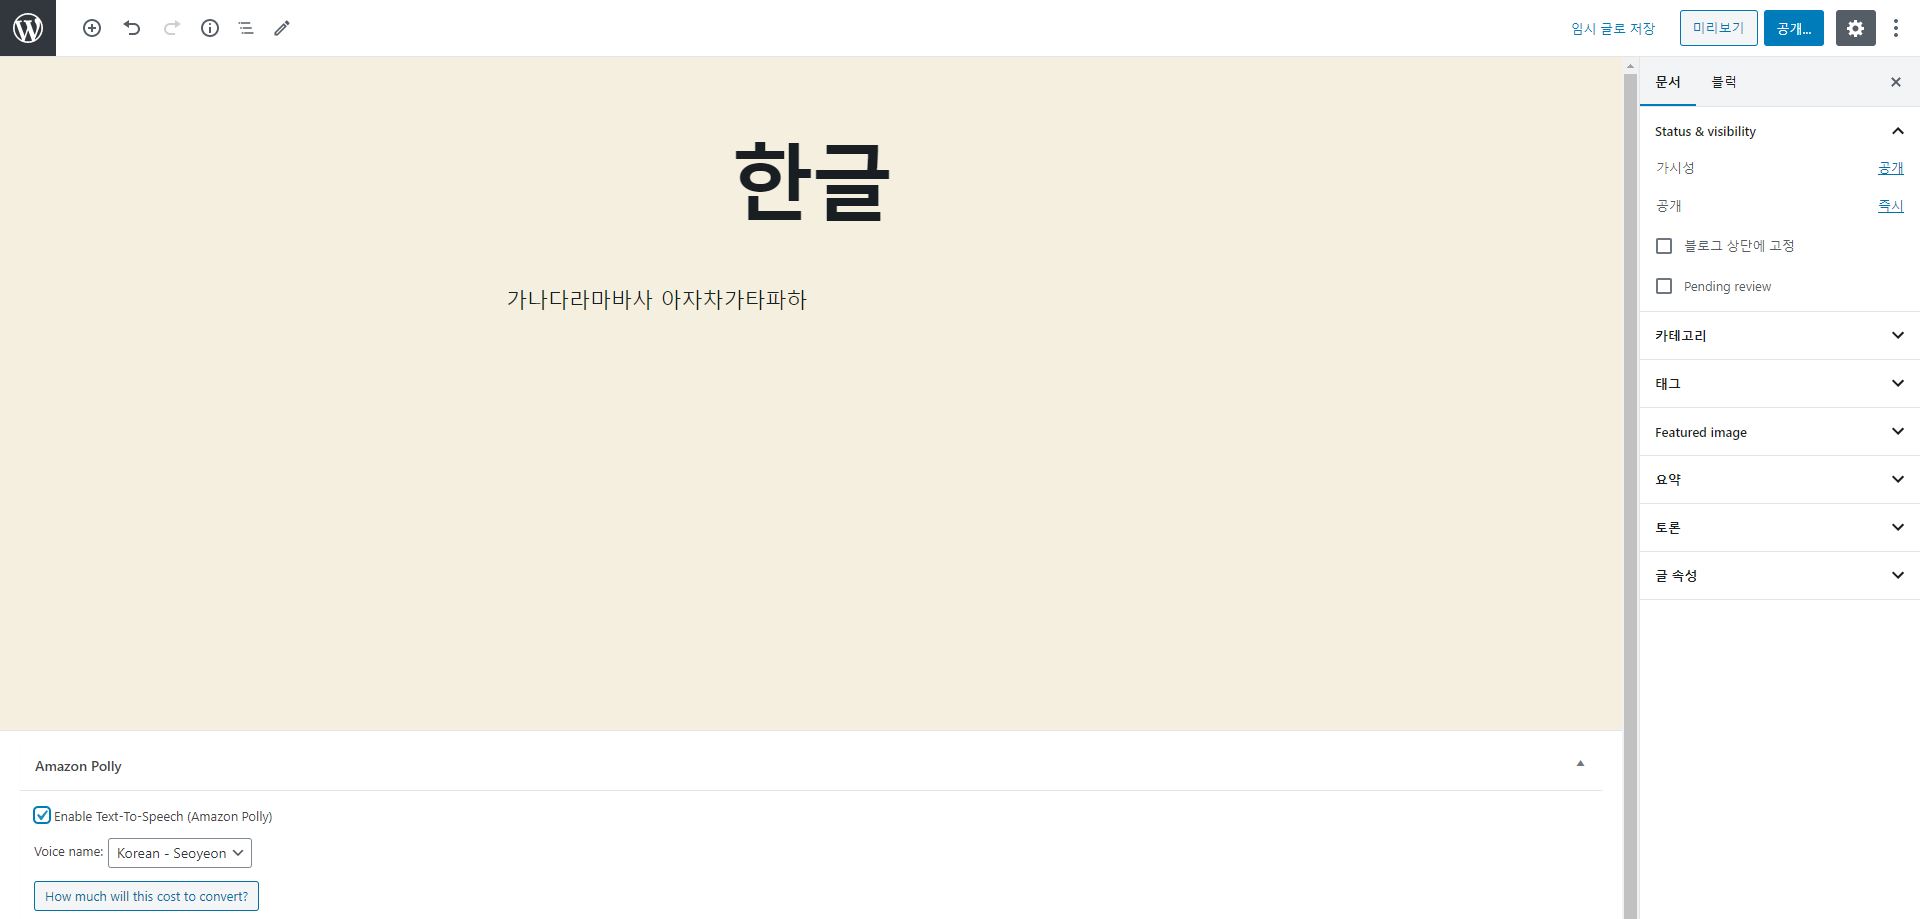 임시 글로 저장
미리보기
공개...
문서
블럭
Status & visibility
가시성
공개
공개
즉시
블로그 상단에 고정
Pending review
카테고리
태그
Featured image
요약
토론
글 속성
한글
가나다라마바사 아자차가타파하
Amazon Polly
Enable Text-To-Speech (Amazon Polly)
Voice name: Korean - Seoyeon
How much will this cost to convert?